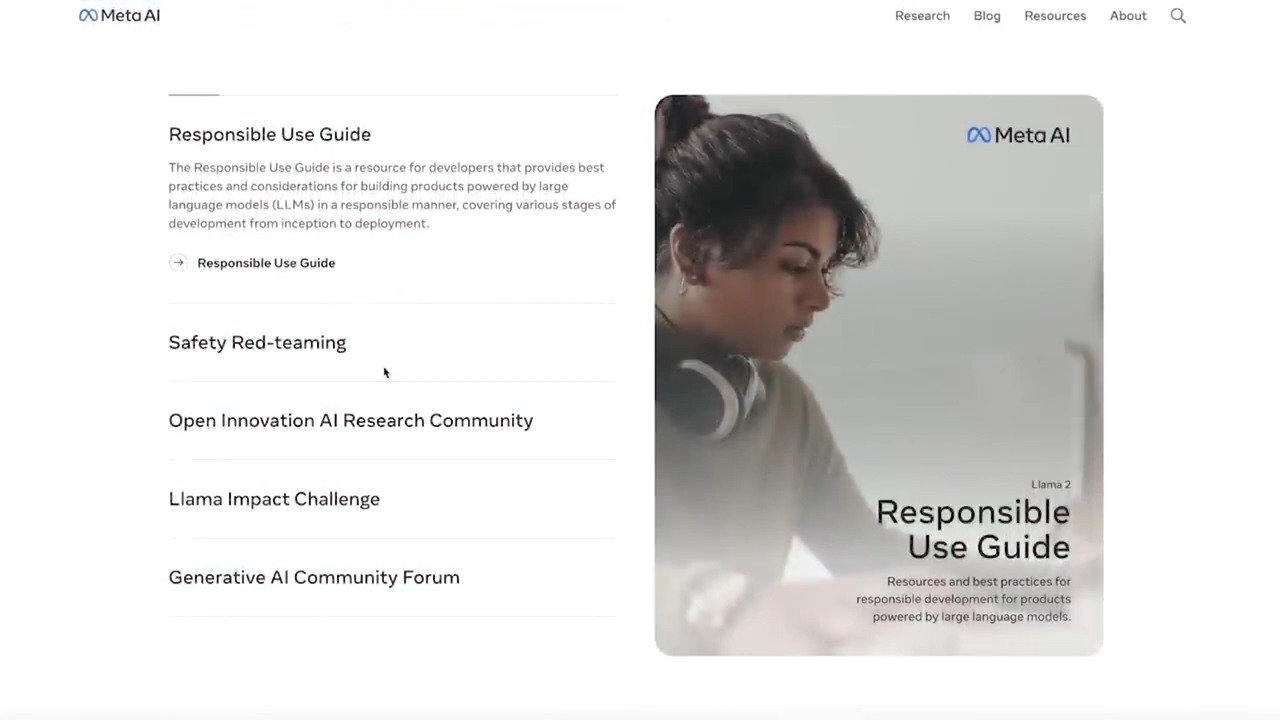 Meta AI
Research
Blog
Resources
About
Responsible Use Guide
The Responsible Use Guide is a resource for developers that provides best
practices and considerations for building products powered by large
language models (LLMs) in a responsible manner, covering various stages of
development from inception to deployment.
Responsible Use Guide
Safety Red-teaming
Open Innovation AI Research Community
Llama Impact Challenge
Generative AI Community Forum
Meta AI
Llama 2
Responsible
Use Guide
Resources and best practices for
responsible development for products
powered by large language models.